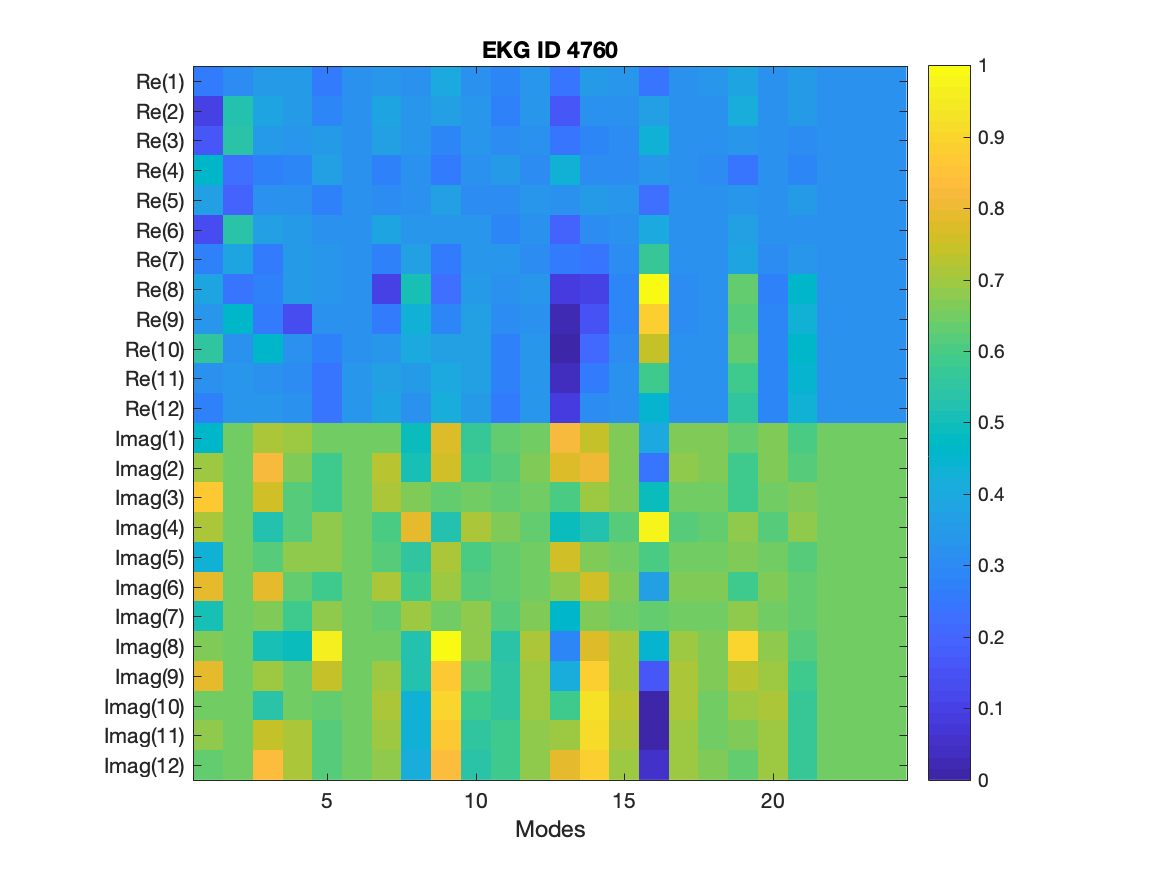 EKG ID 4760
Re(1)
Re(2)
Re(3)
Re(4)
Re(5)
Re(6)
Re(7)
Re(8)
Re(9)
Re(10)
Re(11)
Re(12)
Imag(1)
Imag(2)
Imag(3)
Imag(4)
Imag(5)
Imag(6)
Imag(7)
Imag(8)
Imag(9)
Imag(10)
Imag(11)
Imag(12)
5 10 15 20
Modes
1
0.9
0.8
0.7
0.6
0.5
0.4
0.3
0.2
0.1
0